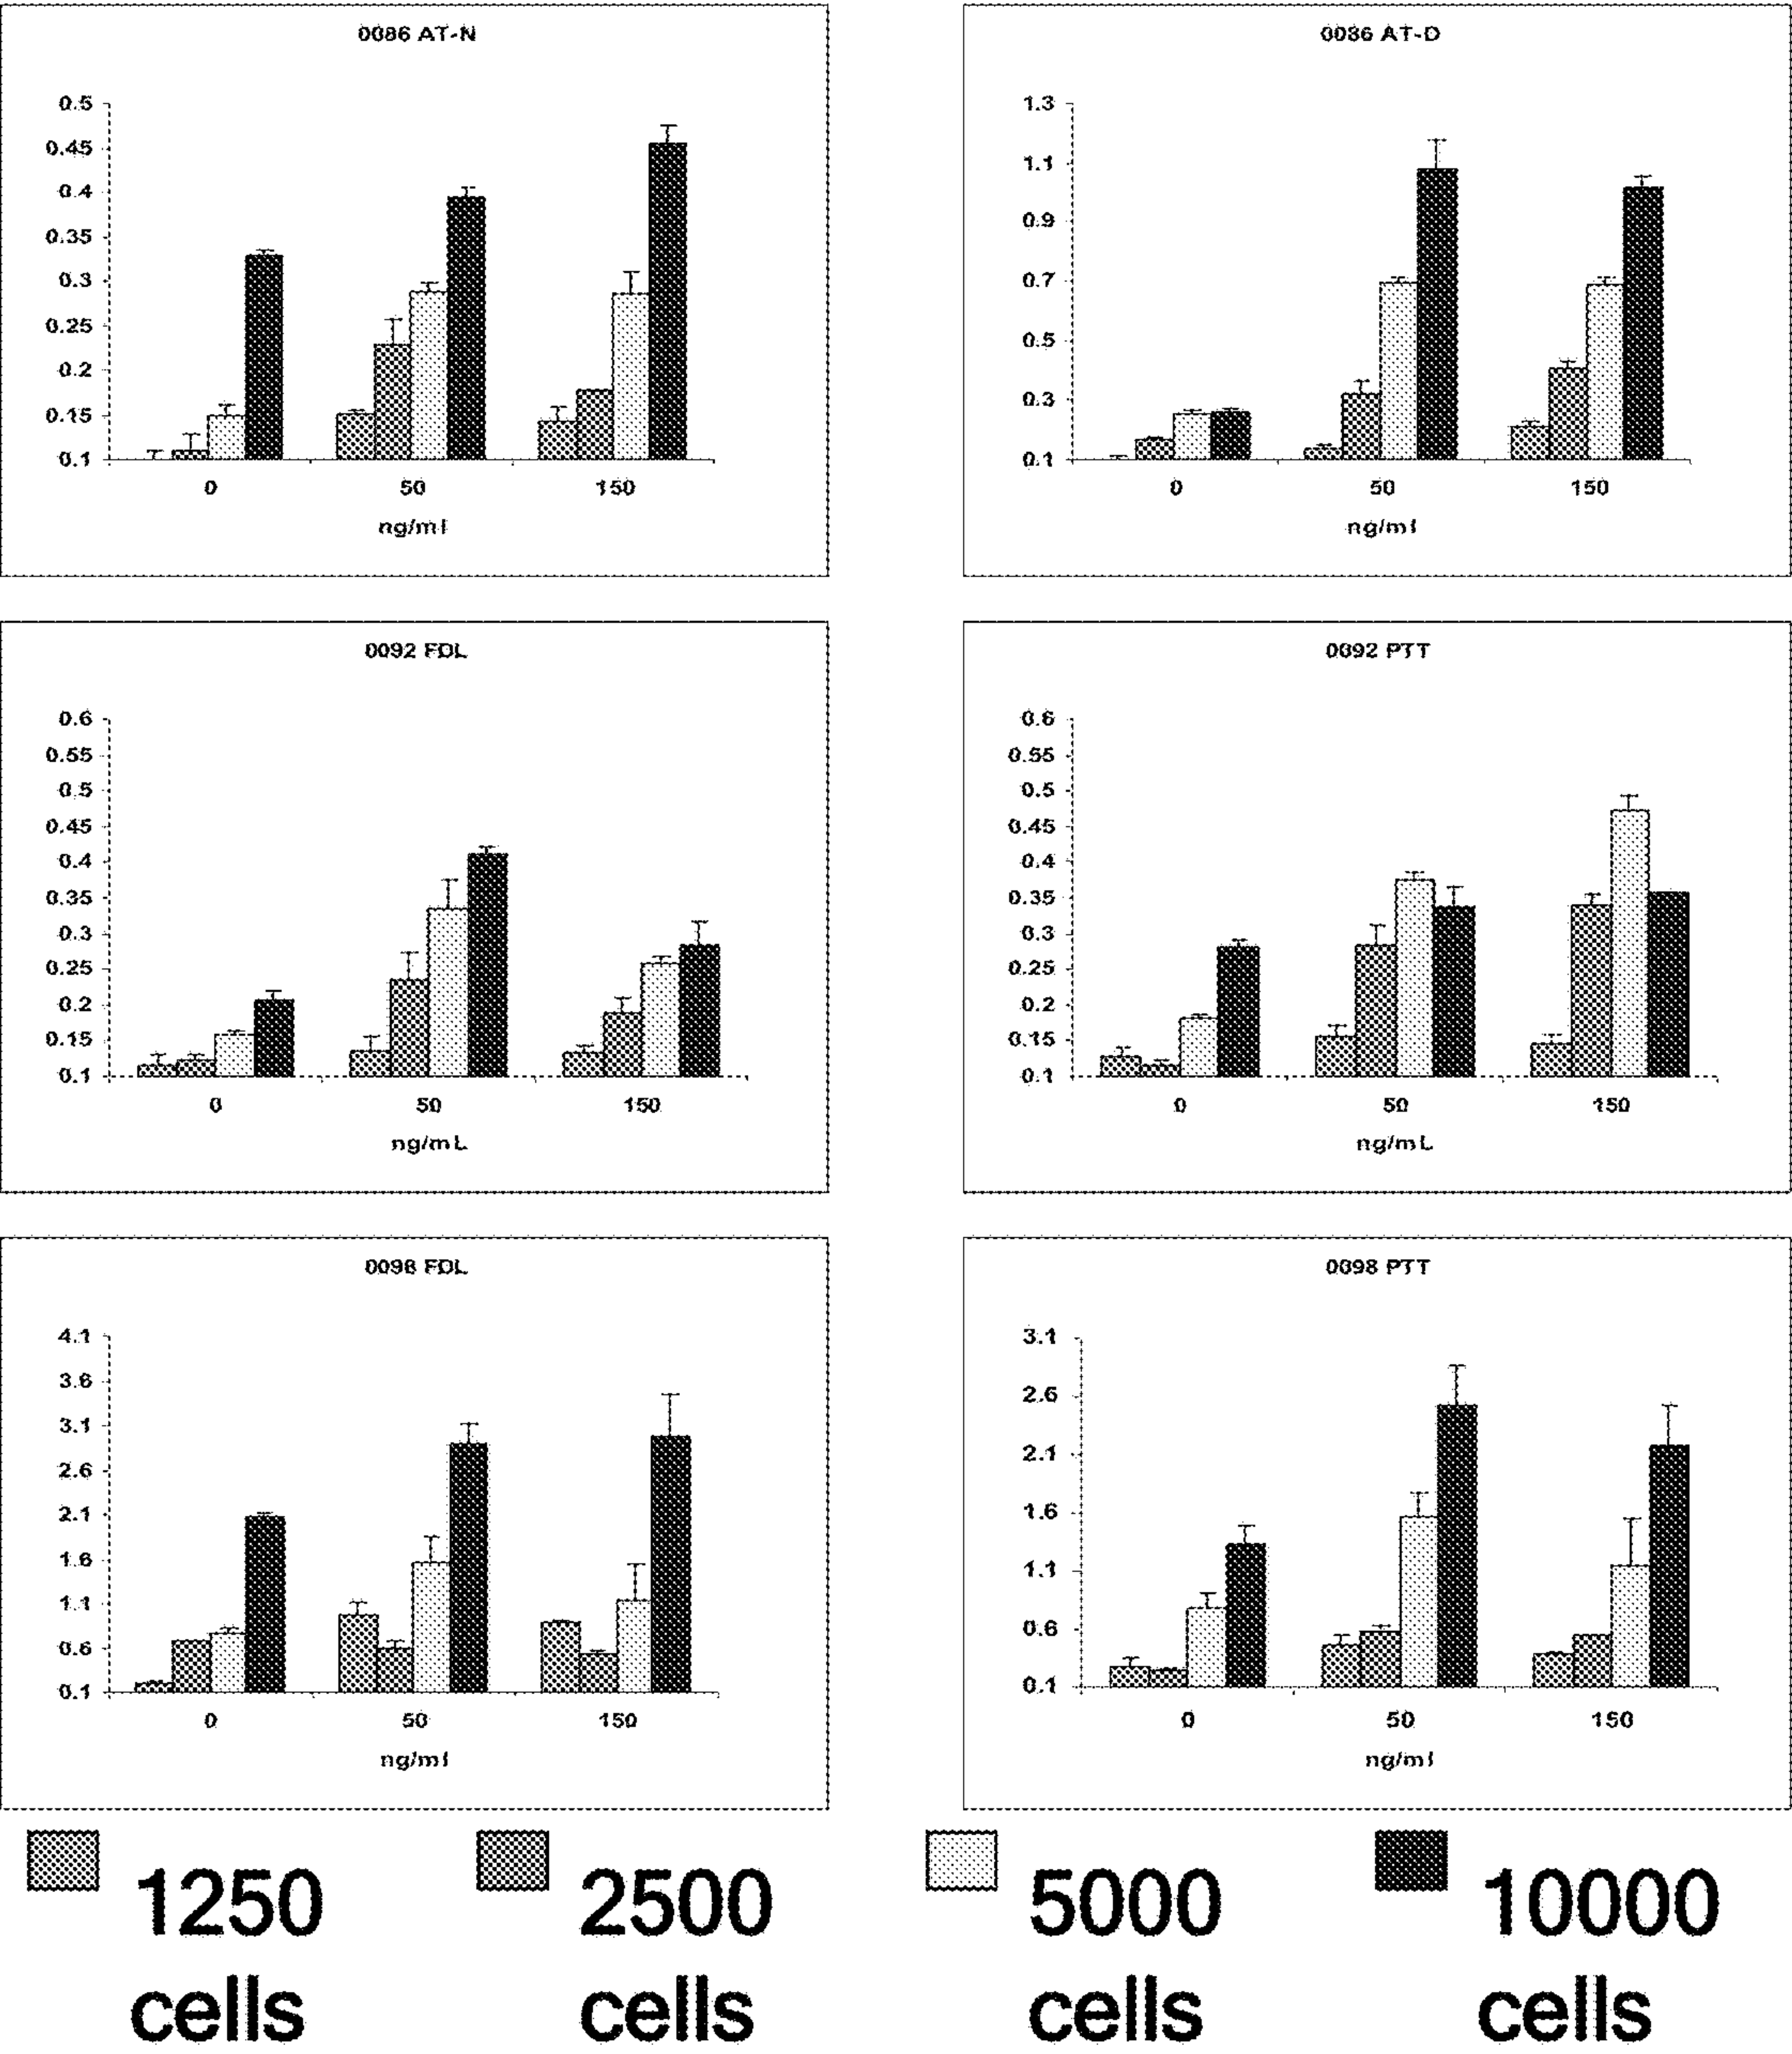 0086 AT-N
0.5
0.45
0.4
0.35
0.3
0.25
0.2
0.15
0.1
0 50 150
ng/ml
0086 AT-D
1.3
1.1
0.9
0.7
0.5
0.3
0.1
0 50 150
ng/ml
0092 FDL
0.6
0.55
0.5
0.45
0.4
0.35
0.3
0.25
0.2
0.15
0.1
0 50 150
ng/mL
0092 PTT
0.6
0.55
0.5
0.45
0.4
0.35
0.3
0.25
0.2
0.15
0.1
0 50 150
ng/mL
0098 FDL
4.1
3.6
3.1
2.6
2.1
1.6
1.1
0.6
0.1
0 50 150
ng/ml
0098 PTT
3.1
2.6
2.1
1.6
1.1
0.6
0.1
0 50 150
ng/ml
1250
cells
2500
cells
5000
cells
10000
cells